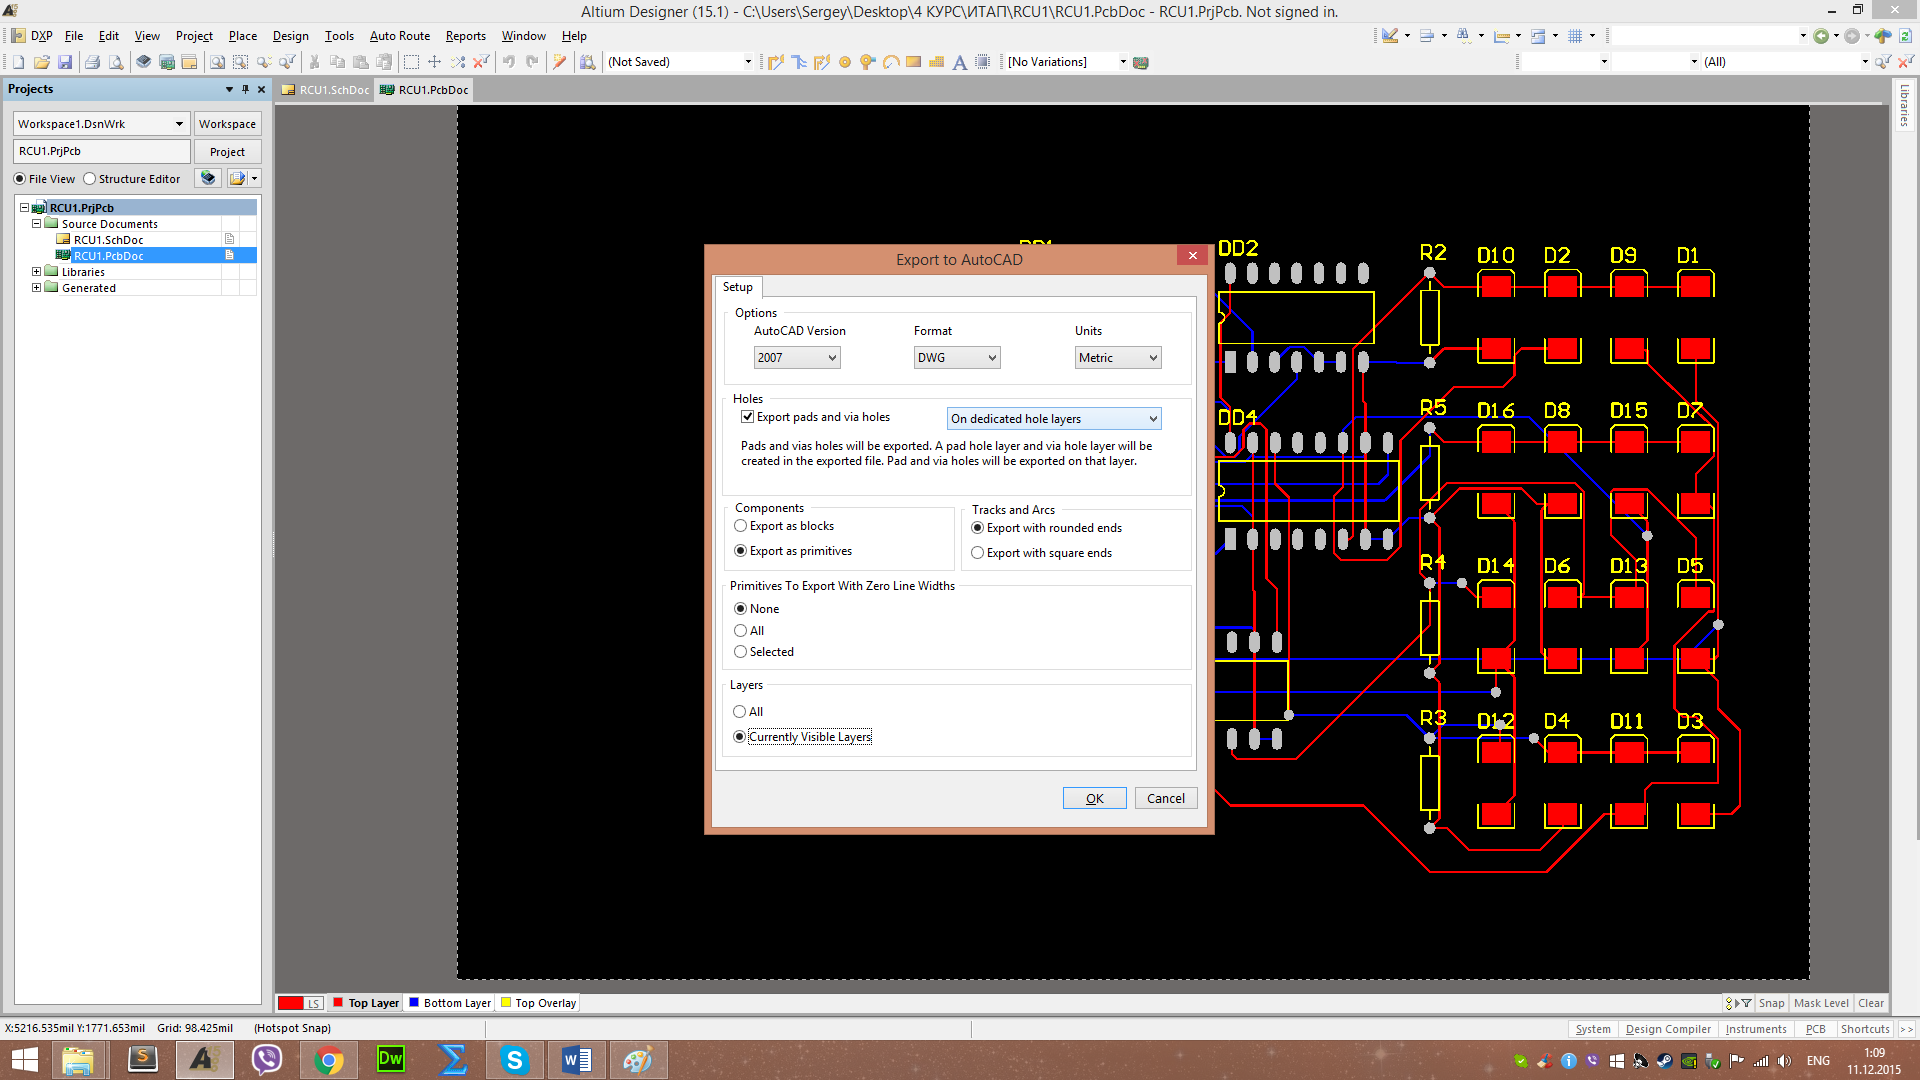 Altium Designer (15.1) - C:\Users\Sergey\Desktop\4 КУРС\ИТАП\RCU1\RCU1.PcbDoc - RCU1.PrjPcb. Not signed in.
DXP File Edit View Project Place Design Tools Auto Route Reports Window Help
(Not Saved) [No Variations] (All)
Projects
RCU1.SchDoc RCU1.PcbDoc
Libraries
Workspace1.DsnWrk Workspace
RCU1.PrjPcb Project
File View Structure Editor
RCU1.PrjPcb
Source Documents
RCU1.SchDoc
RCU1.PcbDoc
Libraries
Generated
DD1 DD2 R2 D10 D2 D9 D1
DD4 R5 D16 D8 D15 D7
R4 D14 D6 D13 D5
R3 D12 D4 D11 D3
Export to AutoCAD
Setup
Options
AutoCAD Version Format Units
2007 DWG Metric
Holes
Export pads and via holes On dedicated hole layers
Pads and vias holes will be exported. A pad hole layer and via hole layer will be
created in the exported file. Pad and via holes will be exported on that layer.
Components
Export as blocks
Export as primitives
Tracks and Arcs
Export with rounded ends
Export with square ends
Primitives To Export With Zero Line Widths
None
All
Selected
Layers
All
Currently Visible Layers
OK Cancel
LS Top Layer Bottom Layer Top Overlay Snap Mask Level Clear
X:5216.535mil Y:1771.653mil Grid: 98.425mil (Hotspot Snap) System Design Compiler Instruments PCB Shortcuts >>
Dw
ENG
1:09
11.12.2015